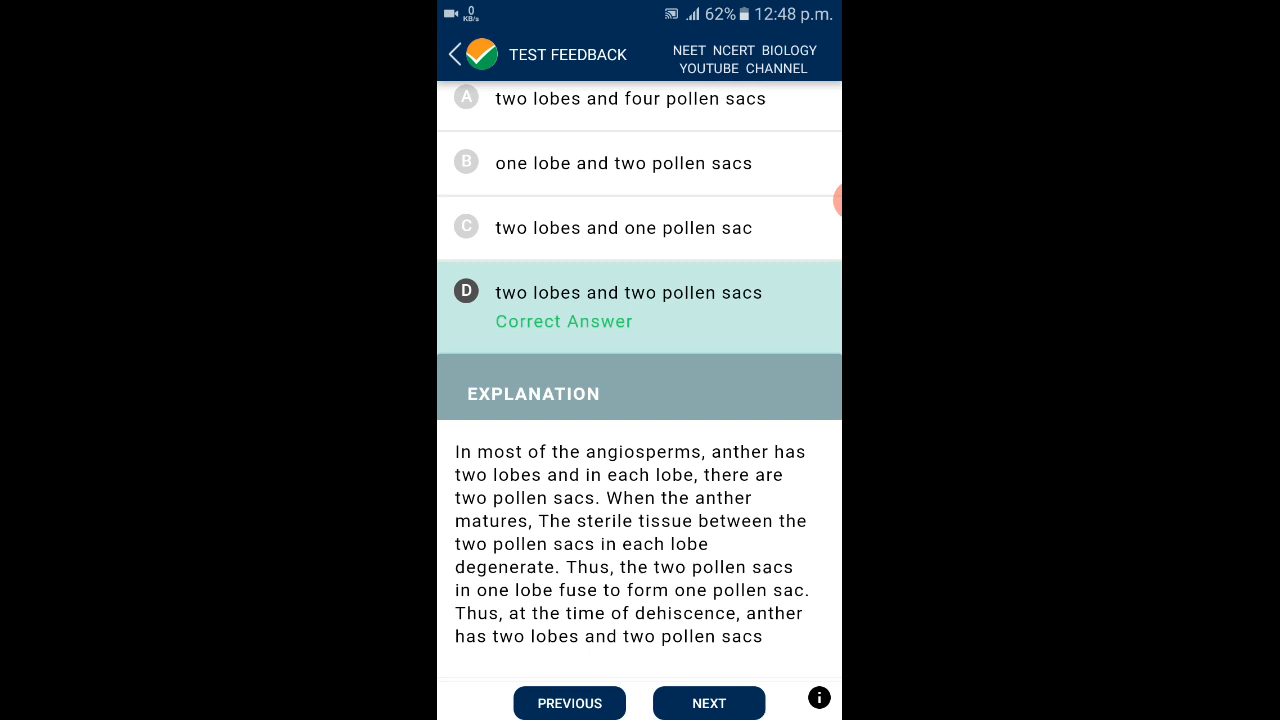 0
KB/s
62% 12:48 p.m.
TEST FEEDBACK
NEET NCERT BIOLOGY
YOUTUBE CHANNEL
A two lobes and four pollen sacs
B one lobe and two pollen sacs
C two lobes and one pollen sac
D two lobes and two pollen sacs
Correct Answer
EXPLANATION
In most of the angiosperms, anther has
two lobes and in each lobe, there are
two pollen sacs. When the anther
matures, The sterile tissue between the
two pollen sacs in each lobe
degenerate. Thus, the two pollen sacs
in one lobe fuse to form one pollen sac.
Thus, at the time of dehiscence, anther
has two lobes and two pollen sacs
PREVIOUS NEXT i